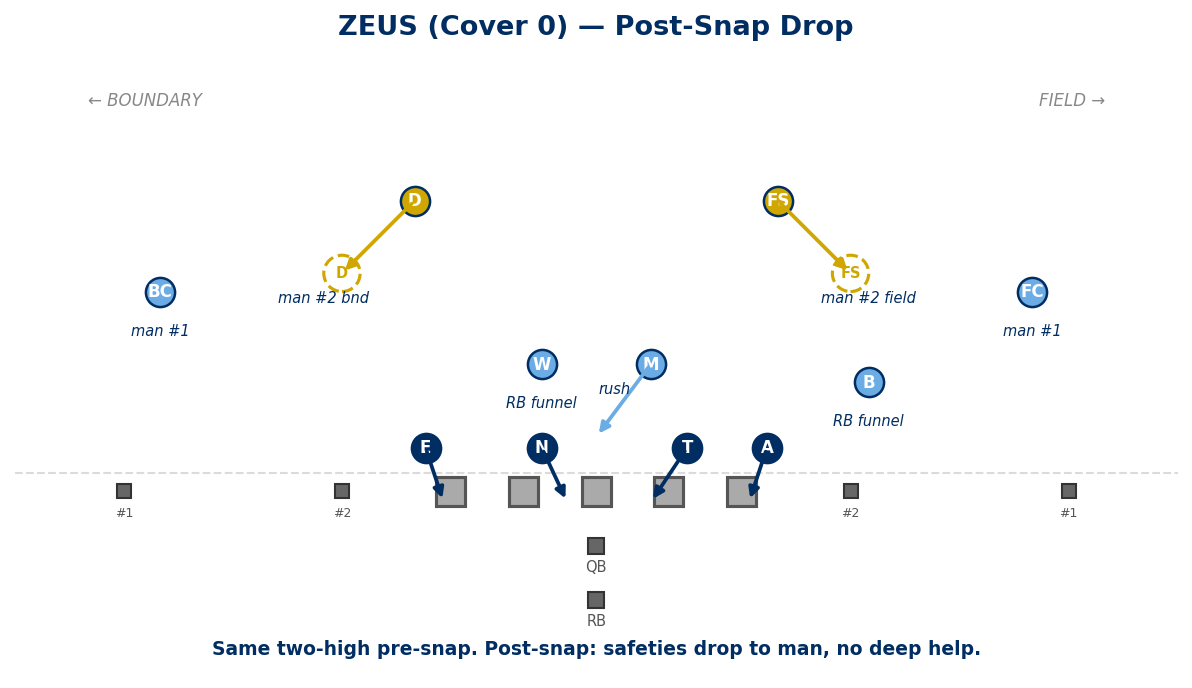 ZEUS (Cover 0) — Post-Snap Drop
← BOUNDARY
FIELD →
D
FS
D
FS
man #2 bnd
man #2 field
BC
FC
man #1
man #1
W
M
B
rush
RB funnel
RB funnel
N
T
A
#1
#2
#2
#1
QB
RB
Same two-high pre-snap. Post-snap: safeties drop to man, no deep help.